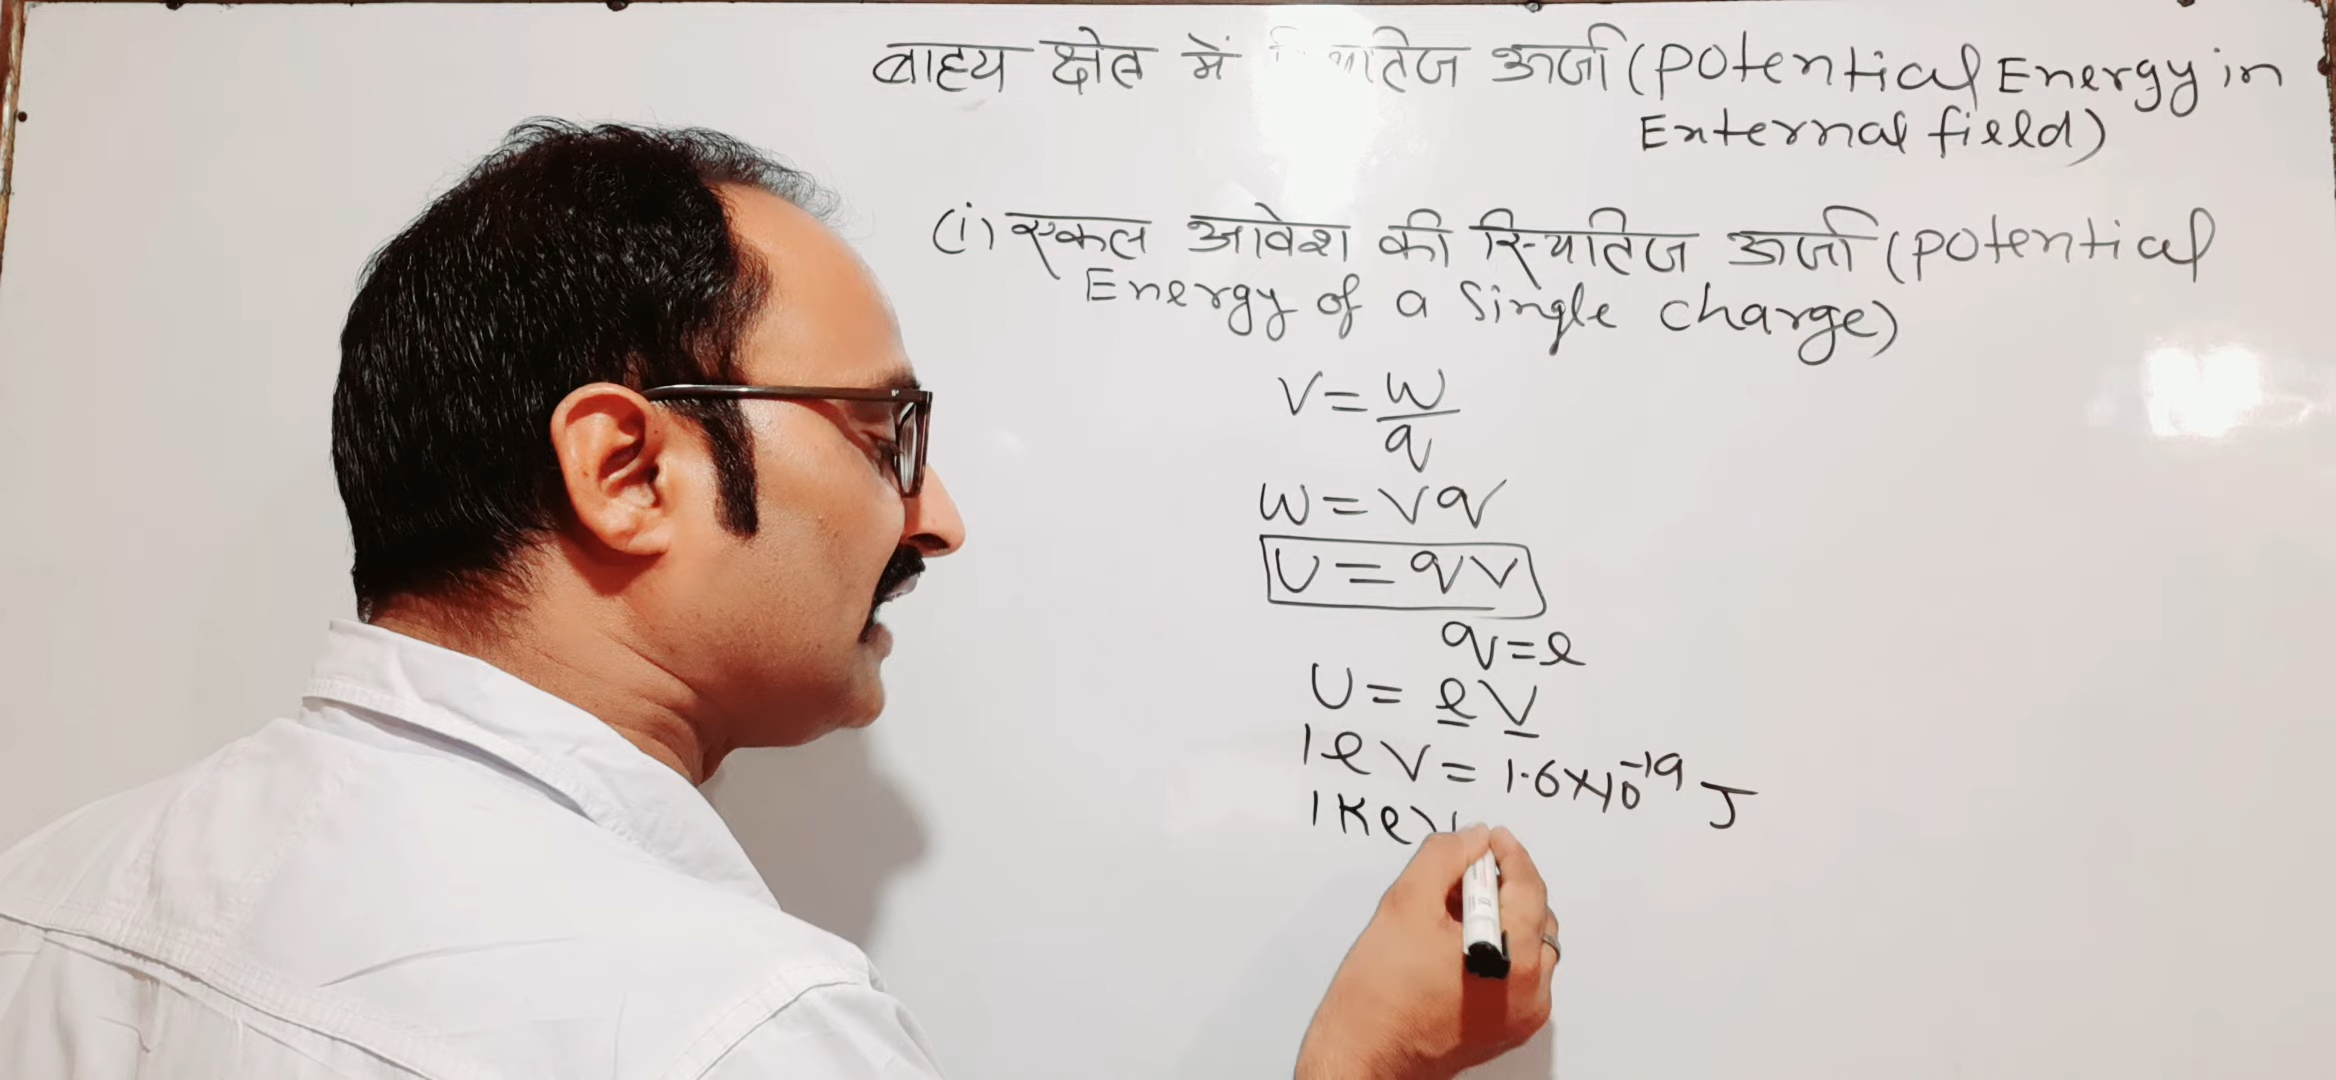 बाह्य क्षेत्र में ऊर्जा (Potential Energy in
External field)
(i) एकल आवेश की स्थितिज ऊर्जा (potential
Energy of a Single charge)
V = W/q
W = Vq
U = qV
q = e
U = eV
1eV = 1.6×10⁻¹⁹ J
1KeV